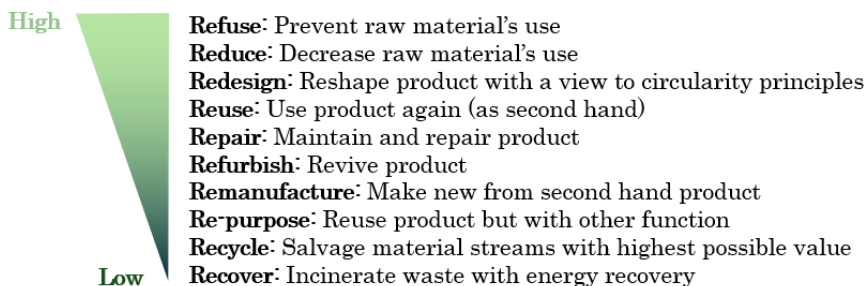 High
Refuse: Prevent raw material's use
Reduce: Decrease raw material's use
Redesign: Reshape product with a view to circularity principles
Reuse: Use product again (as second hand)
Repair: Maintain and repair product
Refurbish: Revive product
Remanufacture: Make new from second hand product
Re-purpose: Reuse product but with other function
Recycle: Salvage material streams with highest possible value
Low
Recover: Incinerate waste with energy recovery